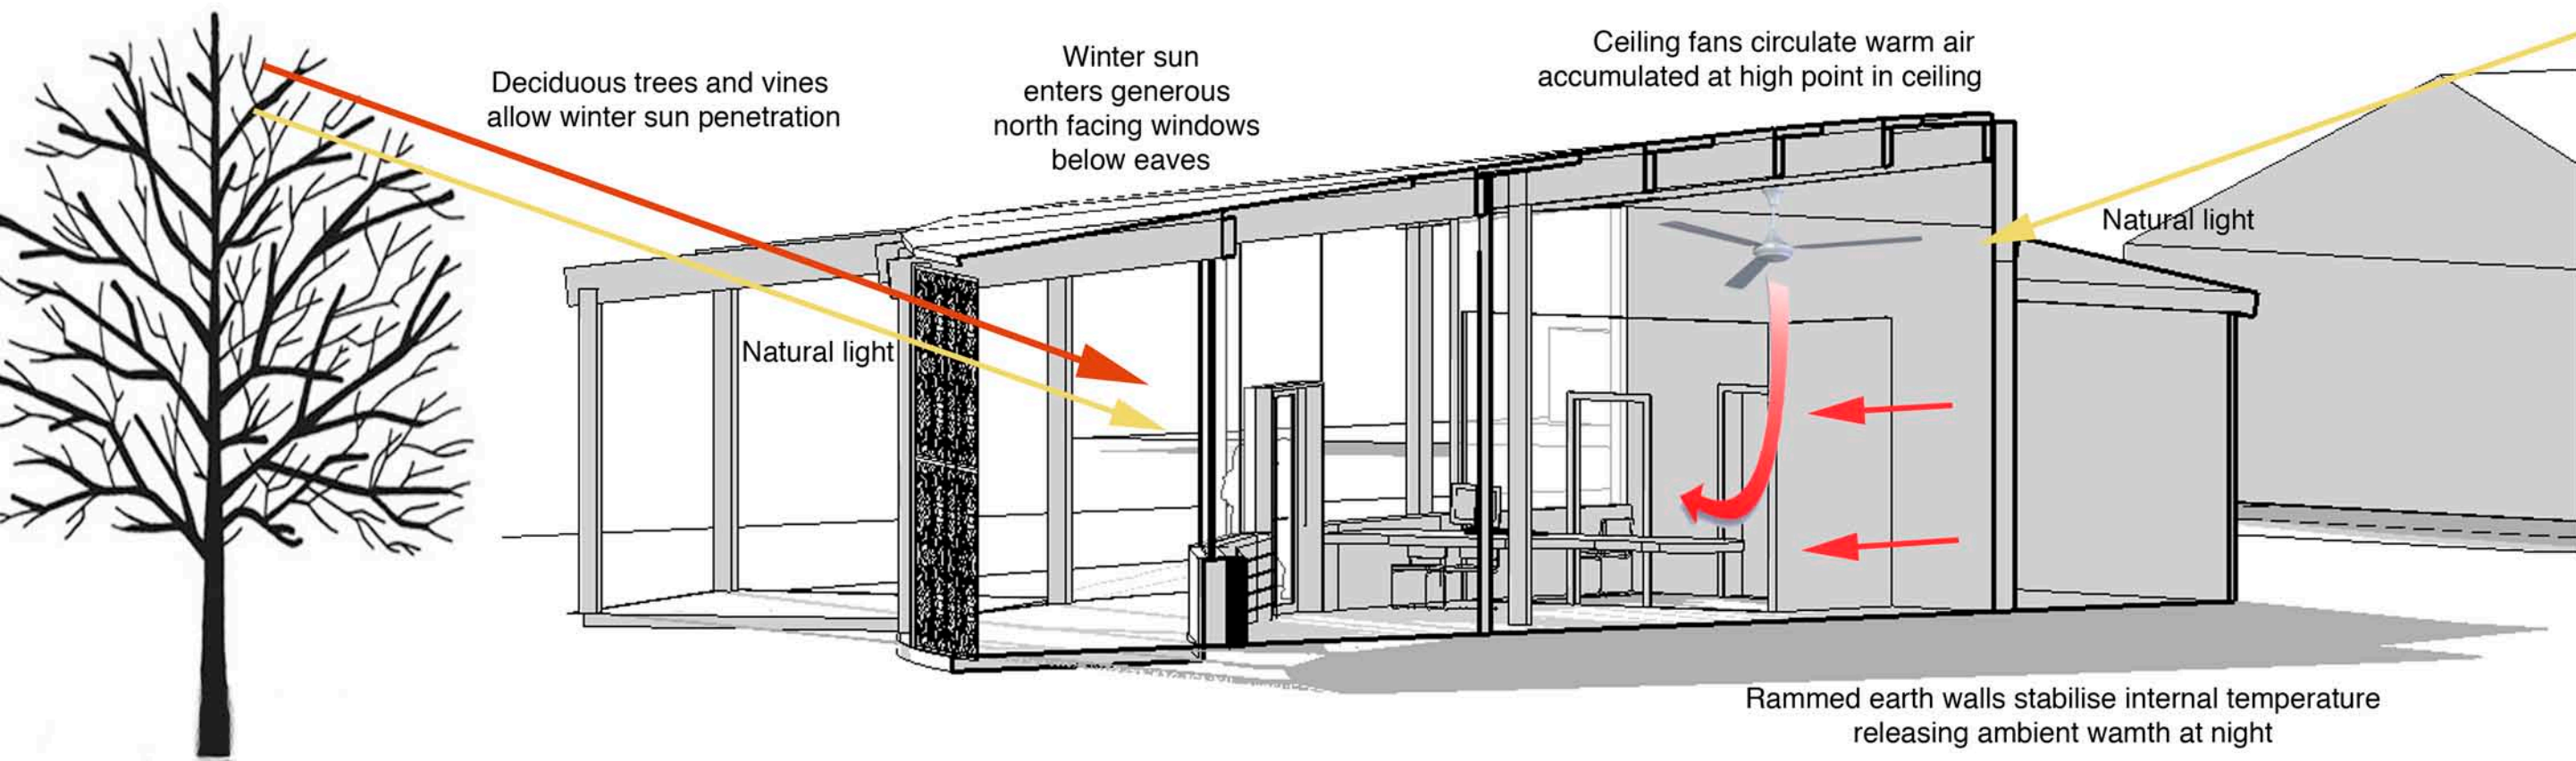 Deciduous trees and vines
allow winter sun penetration
Winter sun
enters generous
north facing windows
below eaves
Ceiling fans circulate warm air
accumulated at high point in ceiling
Natural light
Natural light
Rammed earth walls stabilise internal temperature
releasing ambient wamth at night